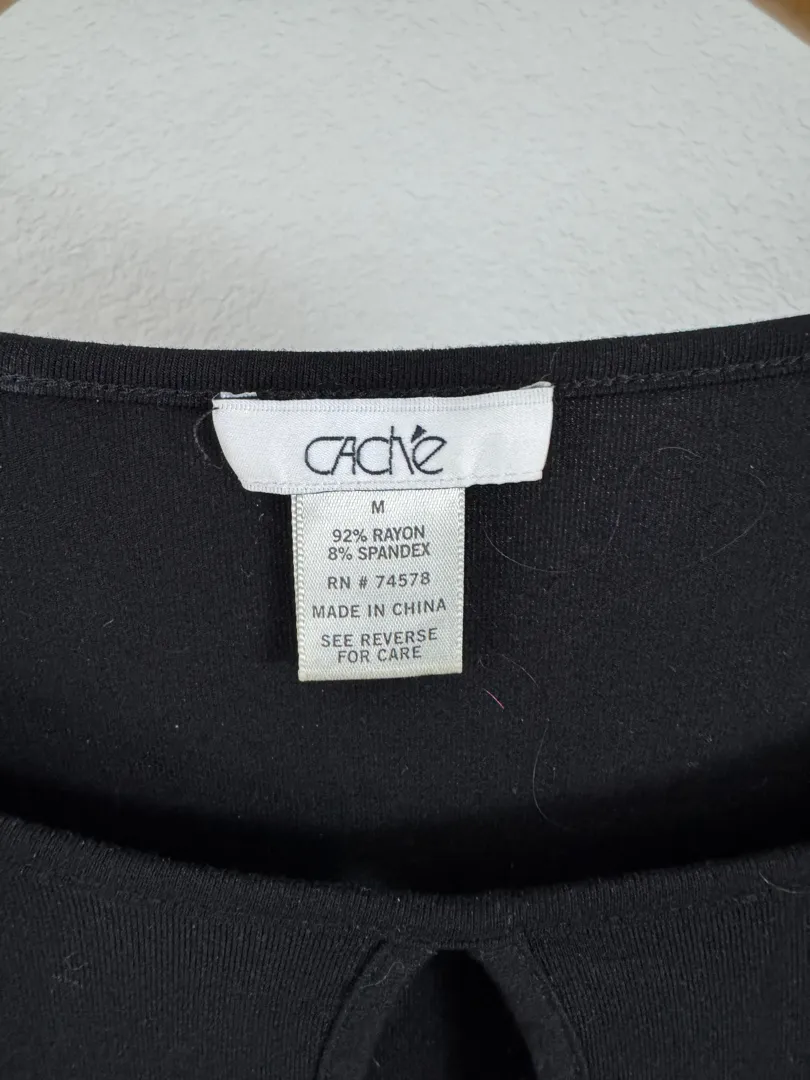 CAChé
M
92% RAYON
8% SPANDEX
RN # 74578
MADE IN CHINA
SEE REVERSE
FOR CARE